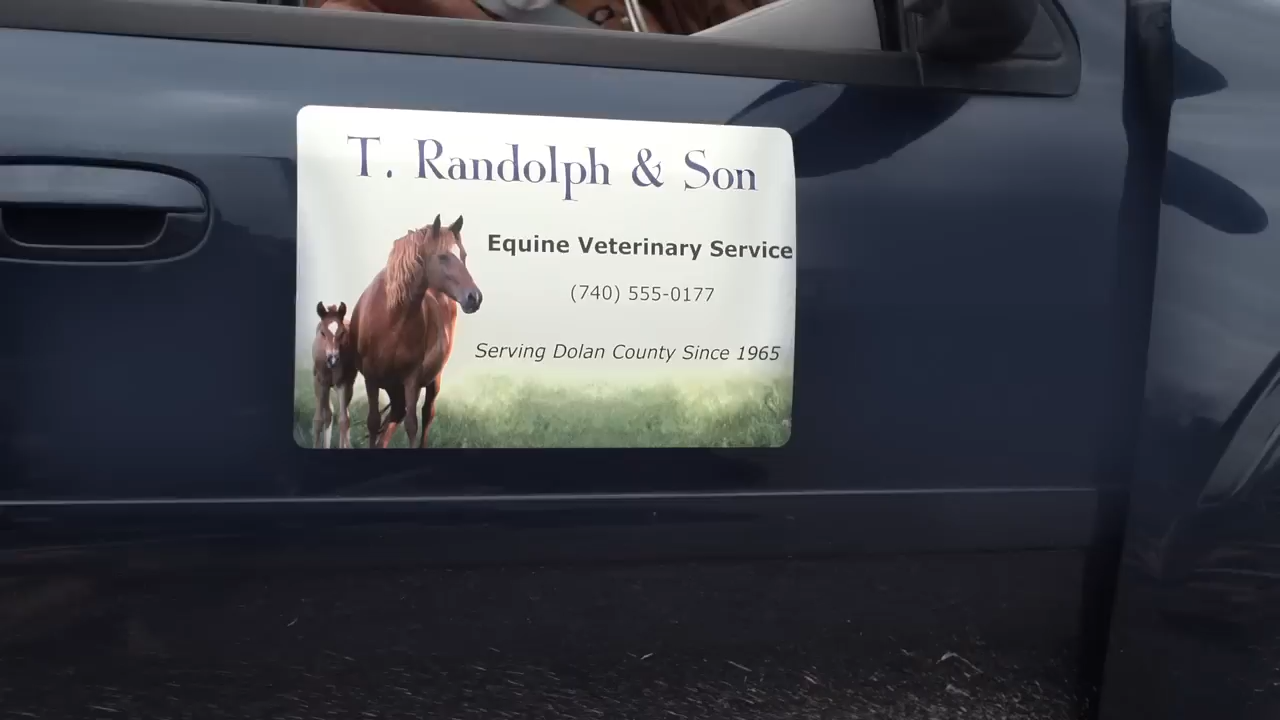 T. Randolph & Son
Equine Veterinary Service
(740) 555-0177
Serving Dolan County Since 1965